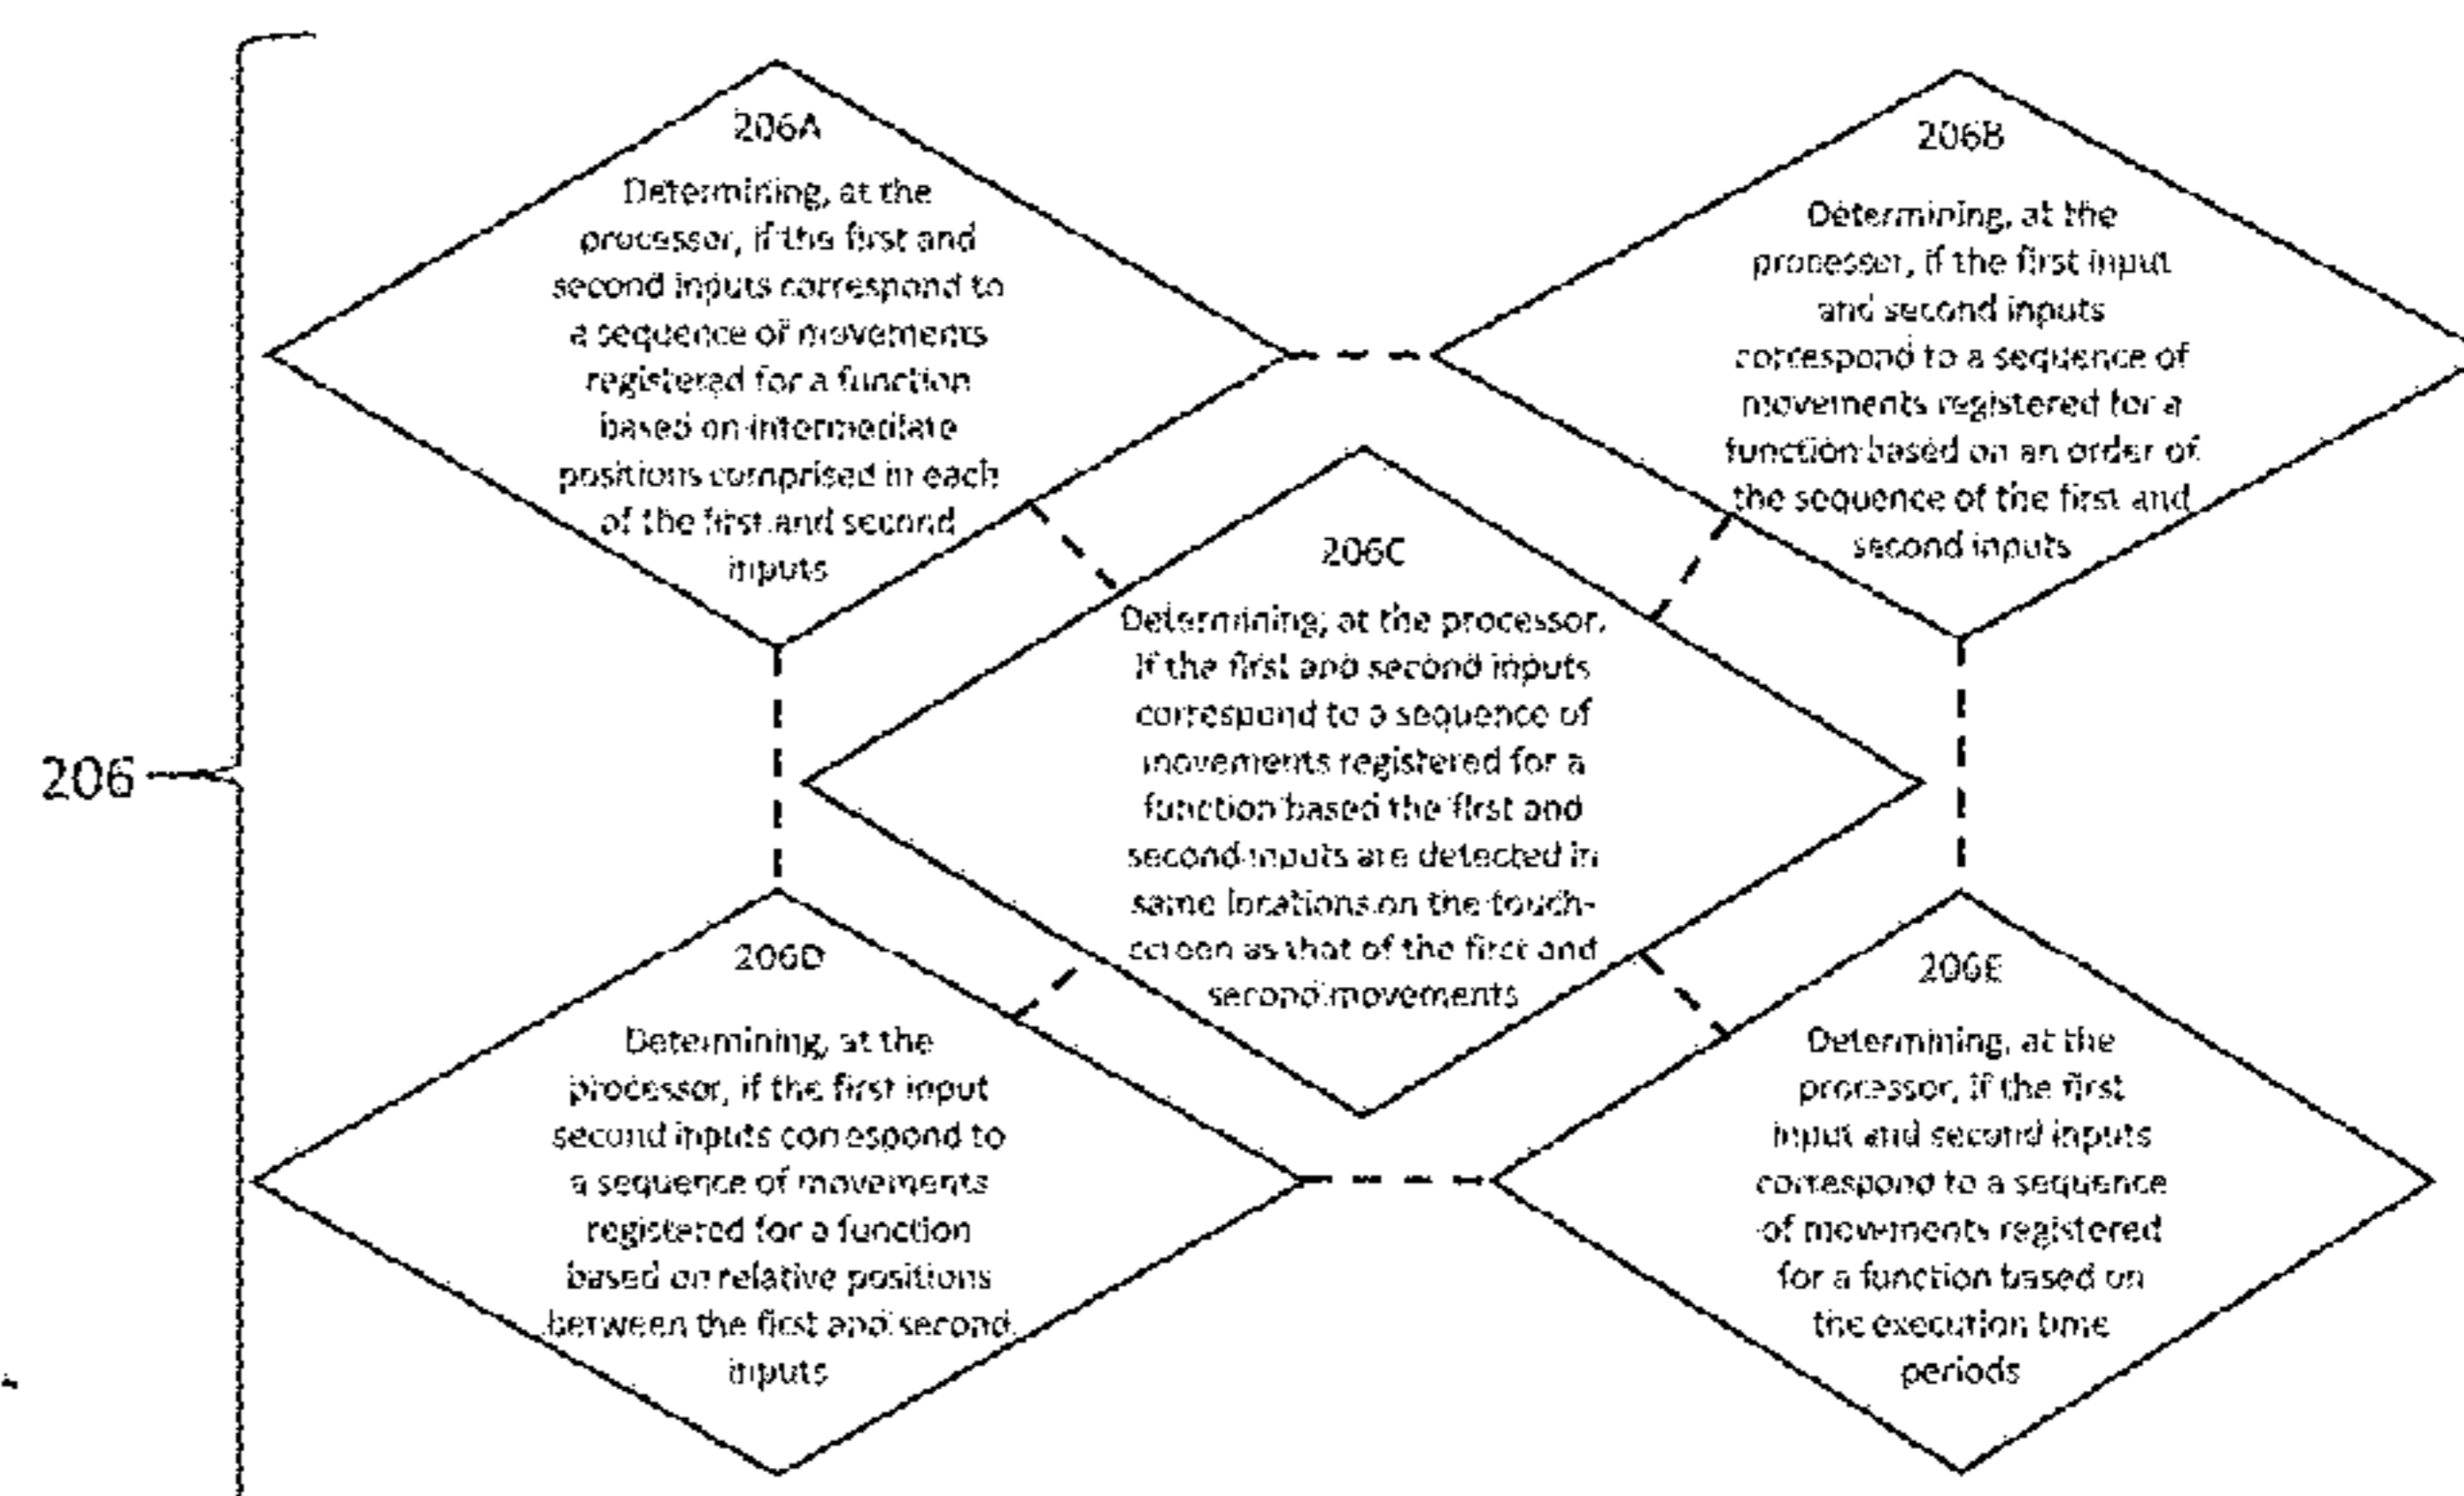 206
206A
Determining, at the
processor, if the first and
second inputs correspond to
a sequence of movements
registered for a function
based on intermediate
positions comprised in each
of the first and second
inputs
206B
Determining, at the
processor, if the first input
and second inputs
correspond to a sequence of
movements registered for a
function based on an order of
the sequence of the first and
second inputs
206C
Determining, at the processor,
if the first and second inputs
correspond to a sequence of
movements registered for a
function based the first and
second inputs are detected in
same locations on the touch-
screen as that of the first and
second movements
206D
Determining, at the
processor, if the first input
second inputs correspond to
a sequence of movements
registered for a function
based on relative positions
between the first and second
inputs
206E
Determining, at the
processor, if the first
input and second inputs
correspond to a sequence
of movements registered
for a function based on
the execution time
periods